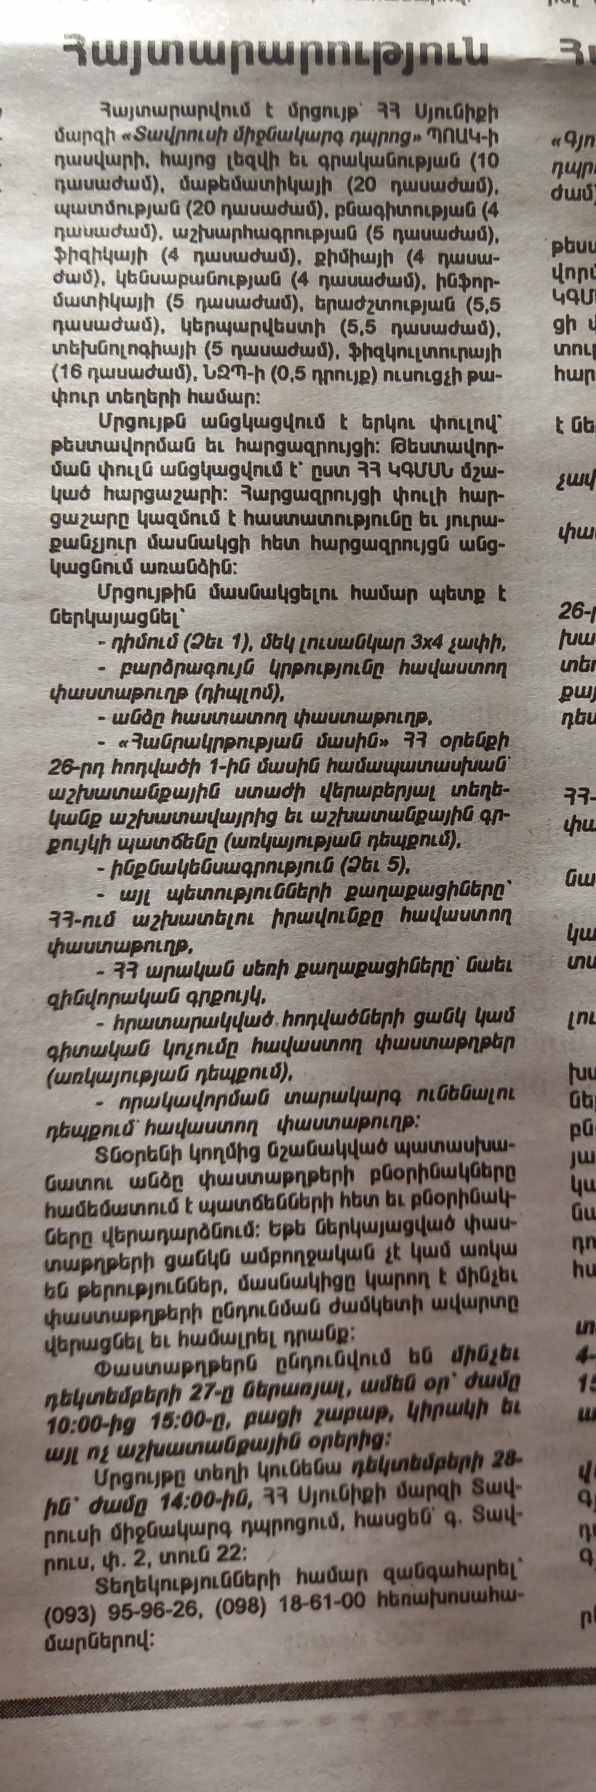 Հայտարարություն
Հայտարարվում է մրցույթ՝ ՀՀ Սյունիքի
մարզի «Տավրուսի միջնակարգ դպրոց» ՊՈԱԿ-ի
դասվարի, հայոց լեզվի եւ գրականության (10
դասաժամ), մաթեմատիկայի (20 դասաժամ),
պատմության (20 դասաժամ), բնագիտության (4
դասաժամ), աշխարհագրության (5 դասաժամ),
ֆիզիկայի (4 դասաժամ), քիմիայի (4 դասա-
ժամ), կենսաբանության (4 դասաժամ), ինֆոր-
մատիկայի (5 դասաժամ), երաժշտության (5,5
դասաժամ), կերպարվեստի (5,5 դասաժամ),
տեխնոլոգիայի (5 դասաժամ), ֆիզկուլտուրայի
(16 դասաժամ), ՆԶՊ-ի (0,5 դրույք) ուսուցչի թա-
փուր տեղերի համար:
Մրցույթն անցկացվում է երկու փուլով՝
թեստավորման եւ հարցազրույցի: Թեստավոր-
ման փուլն անցկացվում է՝ ըստ ՀՀ ԿԳՄՍՆ մշա-
կած հարցաշարի: Հարցազրույցի փուլի հար-
ցաշարը կազմում է հաստատությունը եւ յուրա-
քանչյուր մասնակցի հետ հարցազրույցն անց-
կացնում առանձին:
Մրցույթին մասնակցելու համար պետք է
ներկայացնել՝
- դիմում (Ձեւ 1), մեկ լուսանկար 3x4 չափի,
- բարձրագույն կրթությունը հավաստող
փաստաթուղթ (դիպլոմ),
- անձը հաստատող փաստաթուղթ,
- «Հանրակրթության մասին» ՀՀ օրենքի
26-րդ հոդվածի 1-ին մասին համապատասխան՝
աշխատանքային ստաժի վերաբերյալ տեղե-
կանք աշխատավայրից եւ աշխատանքային գր-
քույկի պատճենը (առկայության դեպքում),
- ինքնակենսագրություն (Ձեւ 5),
- այլ պետությունների քաղաքացիները՝
ՀՀ-ում աշխատելու իրավունքը հավաստող
փաստաթուղթ,
- ՀՀ արական սեռի քաղաքացիները՝ նաեւ
զինվորական գրքույկ,
- հրատարակված հոդվածների ցանկ կամ
գիտական կոչումը հավաստող փաստաթղթեր
(առկայության դեպքում),
- որակավորման տարակարգ ունենալու
դեպքում՝ հավաստող փաստաթուղթ:
Տնօրենի կողմից նշանակված պատասխա-
նատու անձը փաստաթղթերի բնօրինակները
համեմատում է պատճենների հետ եւ բնօրինակ-
ները վերադարձնում: Եթե ներկայացված փաս-
տաթղթերի ցանկն ամբողջական չէ կամ առկա
են թերություններ, մասնակիցը կարող է մինչեւ
փաստաթղթերի ընդունման ժամկետի ավարտը
վերացնել եւ համալրել դրանք:
Փաստաթղթերն ընդունվում են մինչեւ
դեկտեմբերի 27-ը ներառյալ, ամեն օր՝ ժամը
10:00-ից 15:00-ը, բացի շաբաթ, կիրակի եւ
այլ ոչ աշխատանքային օրերից:
Մրցույթը տեղի կունենա դեկտեմբերի 28-
ին՝ ժամը 14:00-ին, ՀՀ Սյունիքի մարզի Տավ-
րուսի միջնակարգ դպրոցում, հասցեն՝ գ. Տավ-
րուս, փ. 2, տուն 22:
Տեղեկությունների համար զանգահարել՝
(093) 95-96-26, (098) 18-61-00 հեռախոսահա-
մարներով: